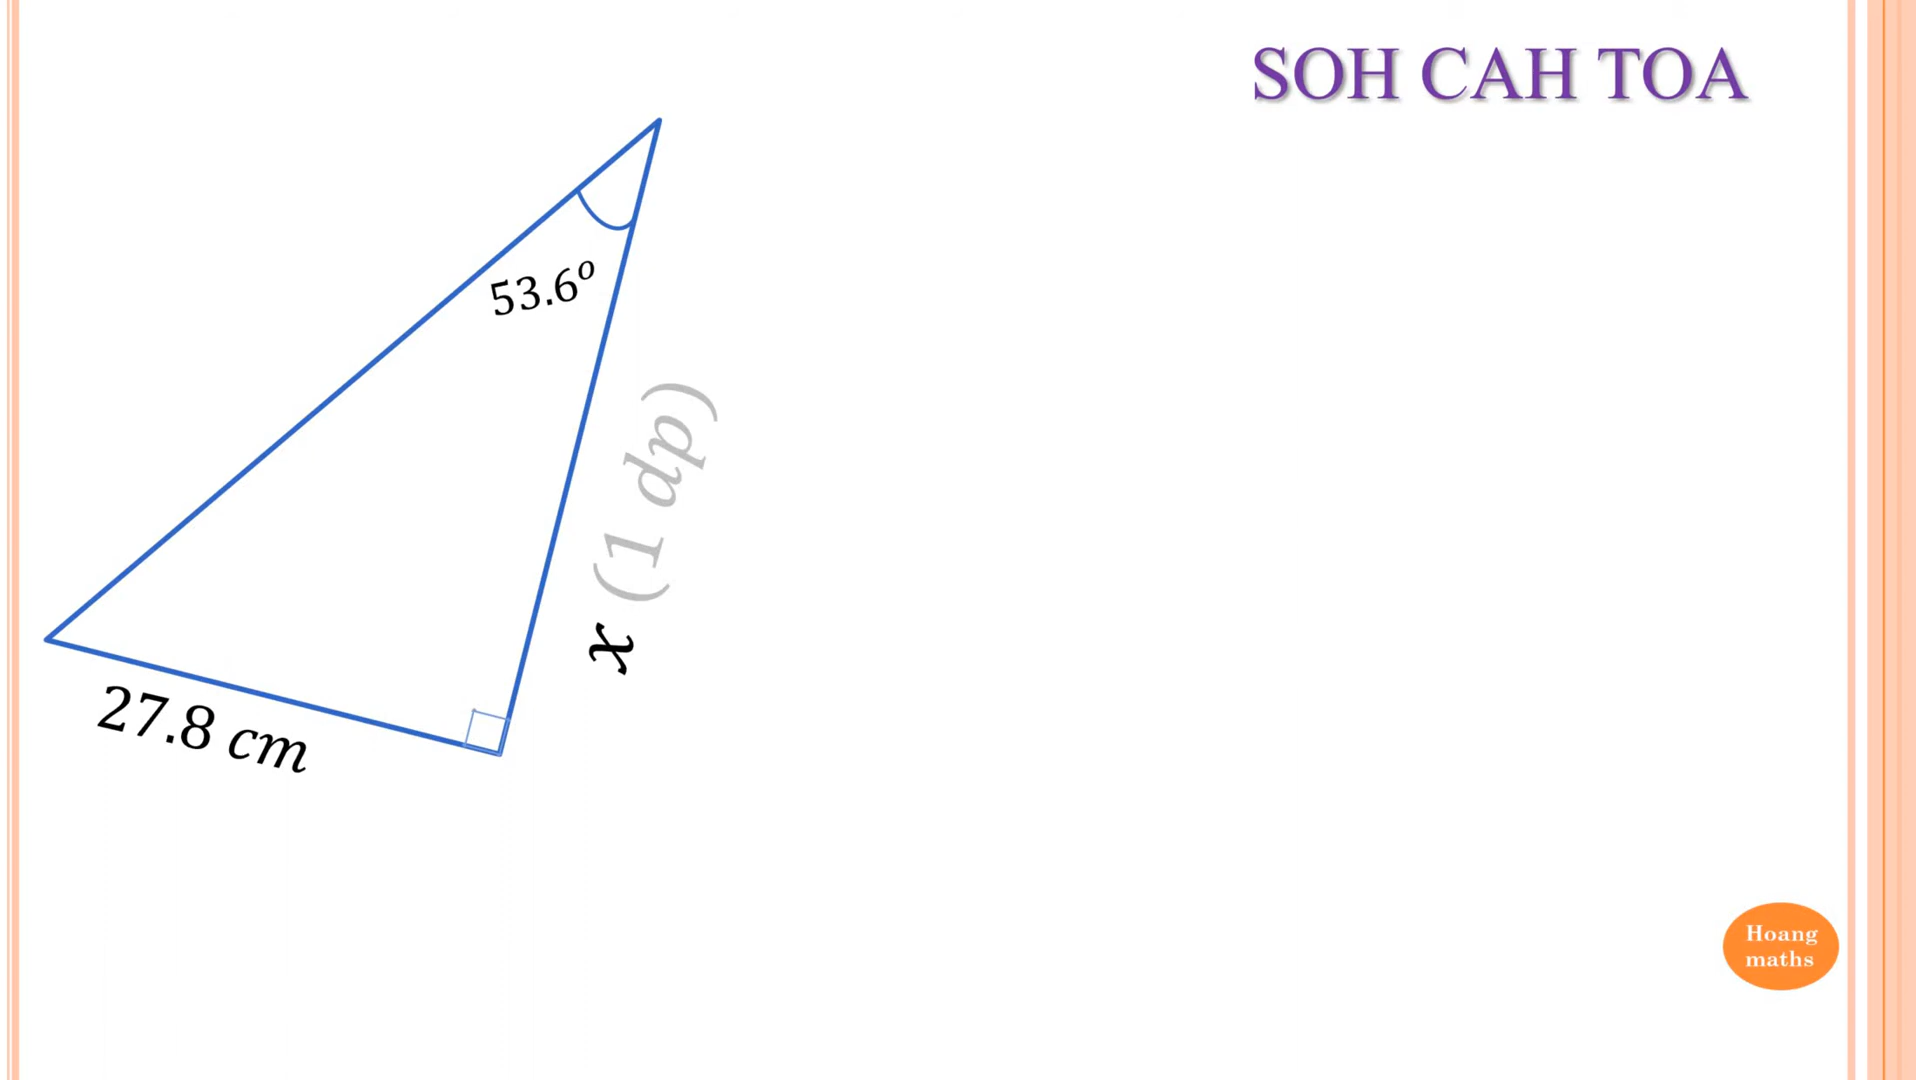 SOH CAH TOA
53.6°
x (1 dp)
27.8 cm
Hoang
maths